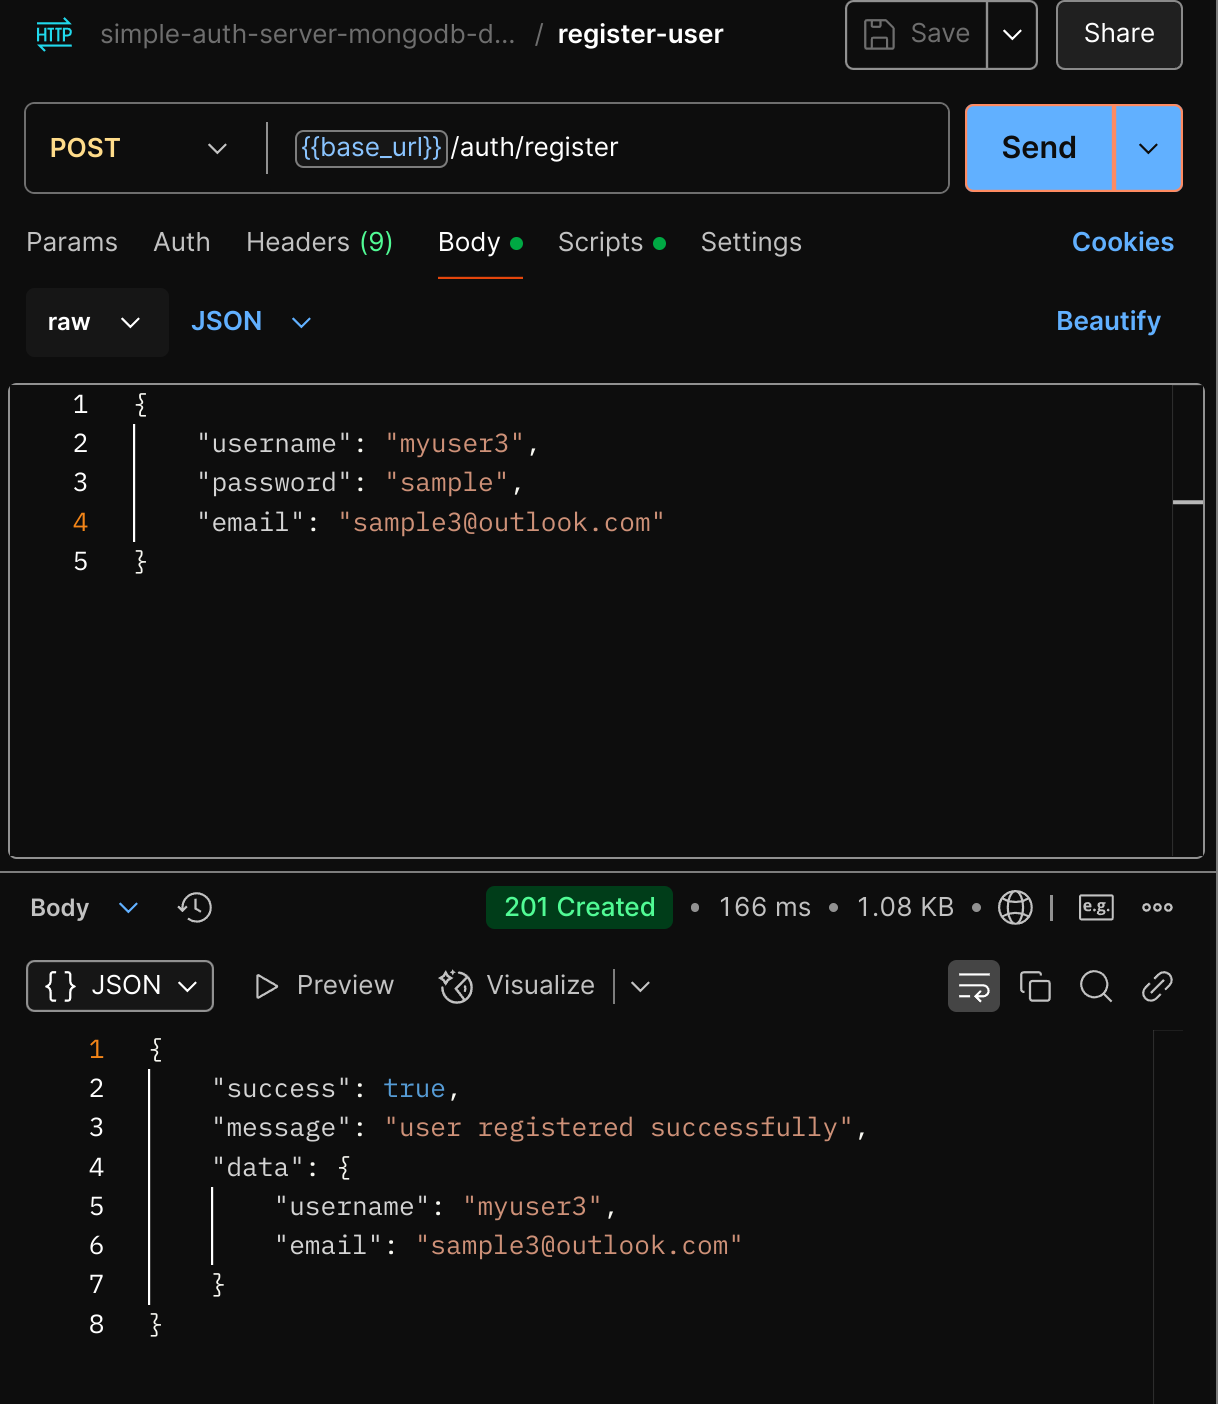 HTTP simple-auth-server-mongodb-d... / register-user Save Share
POST {{base_url}}/auth/register Send
Params Auth Headers (9) Body Scripts Settings Cookies
raw JSON Beautify
1 {
2 "username": "myuser3",
3 "password": "sample",
4 "email": "sample3@outlook.com"
5 }
Body 201 Created • 166 ms • 1.08 KB • | e.g.
{} JSON Preview Visualize
1 {
2 "success": true,
3 "message": "user registered successfully",
4 "data": {
5 "username": "myuser3",
6 "email": "sample3@outlook.com"
7 }
8 }